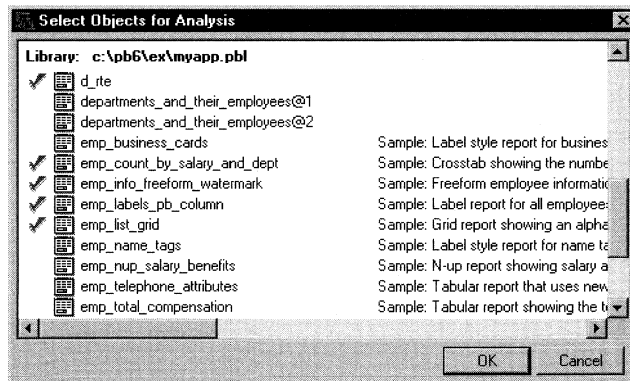 Select Objects for Analysis
Library: c:\pb6\ex\myapp.pbl
d_rte
departments_and_their_employees@1
departments_and_their_employees@2
emp_business_cards Sample: Label style report for busines
emp_count_by_salary_and_dept Sample: Crosstab showing the numbe
emp_info_freeform_watermark Sample: Freeform employee informatic
emp_labels_pb_column Sample: Label report for all employee
emp_list_grid Sample: Grid report showing an alpha
emp_name_tags Sample: Label style report for name ta
emp_nup_salary_benefits Sample: N-up report showing salary a
emp_telephone_attributes Sample: Tabular report that uses new
emp_total_compensation Sample: Tabular report showing the t
OK Cancel